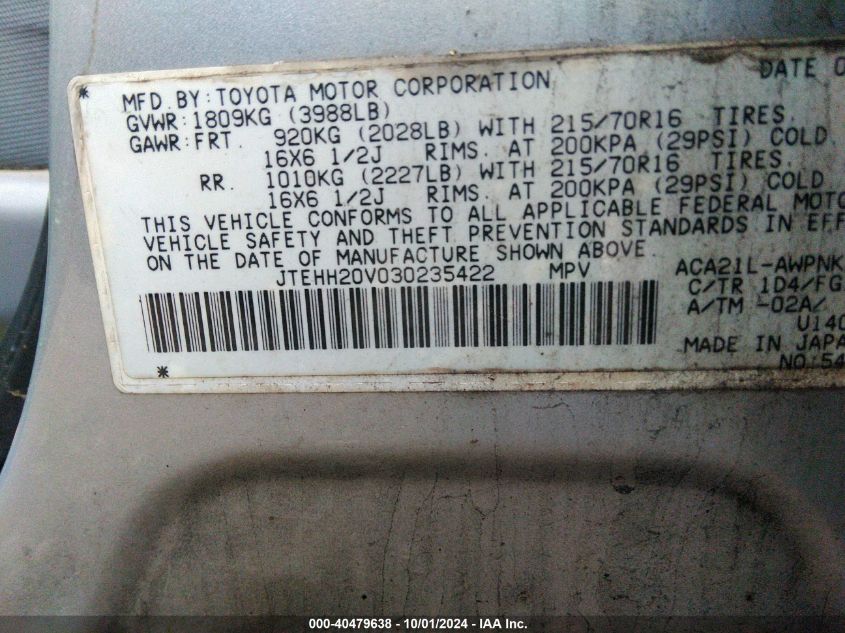 DATE 0
* MFD. BY: TOYOTA MOTOR CORPORATION
GVWR: 1809KG (3988LB)
GAWR: FRT. 920KG (2028LB) WITH 215/70R16 TIRES.
16X6 1/2J RIMS. AT 200KPA (29PSI) COLD.
RR. 1010KG (2227LB) WITH 215/70R16 TIRES.
16X6 1/2J RIMS. AT 200KPA (29PSI) COLD
THIS VEHICLE CONFORMS TO ALL APPLICABLE FEDERAL MOTO
VEHICLE SAFETY AND THEFT PREVENTION STANDARDS IN EFF
ON THE DATE OF MANUFACTURE SHOWN ABOVE.
JTEHH20V030235422 MPV ACA21L-AWPNK
C/TR 1D4/FG
A/TM -02A/
U140
MADE IN JAPA
* NO.54
000-40479638 - 10/01/2024 - IAA Inc.